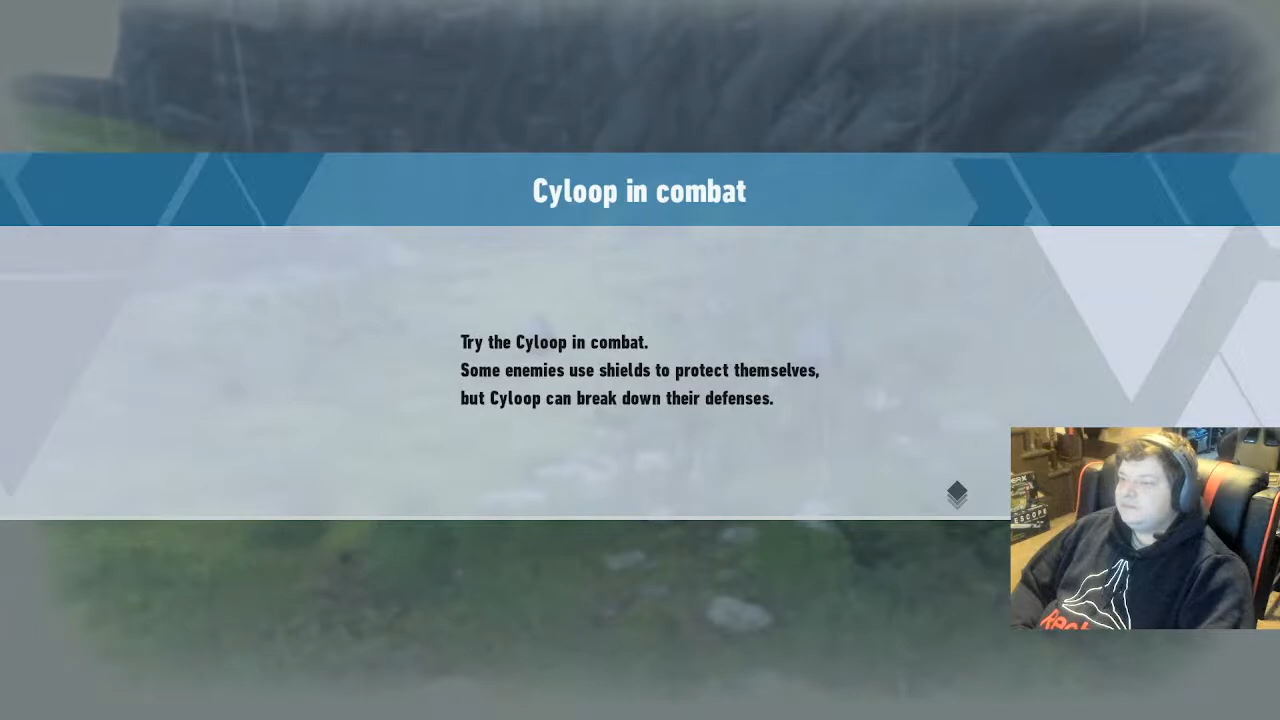 Cyloop in combat
Try the Cyloop in combat.
Some enemies use shields to protect themselves,
but Cyloop can break down their defenses.